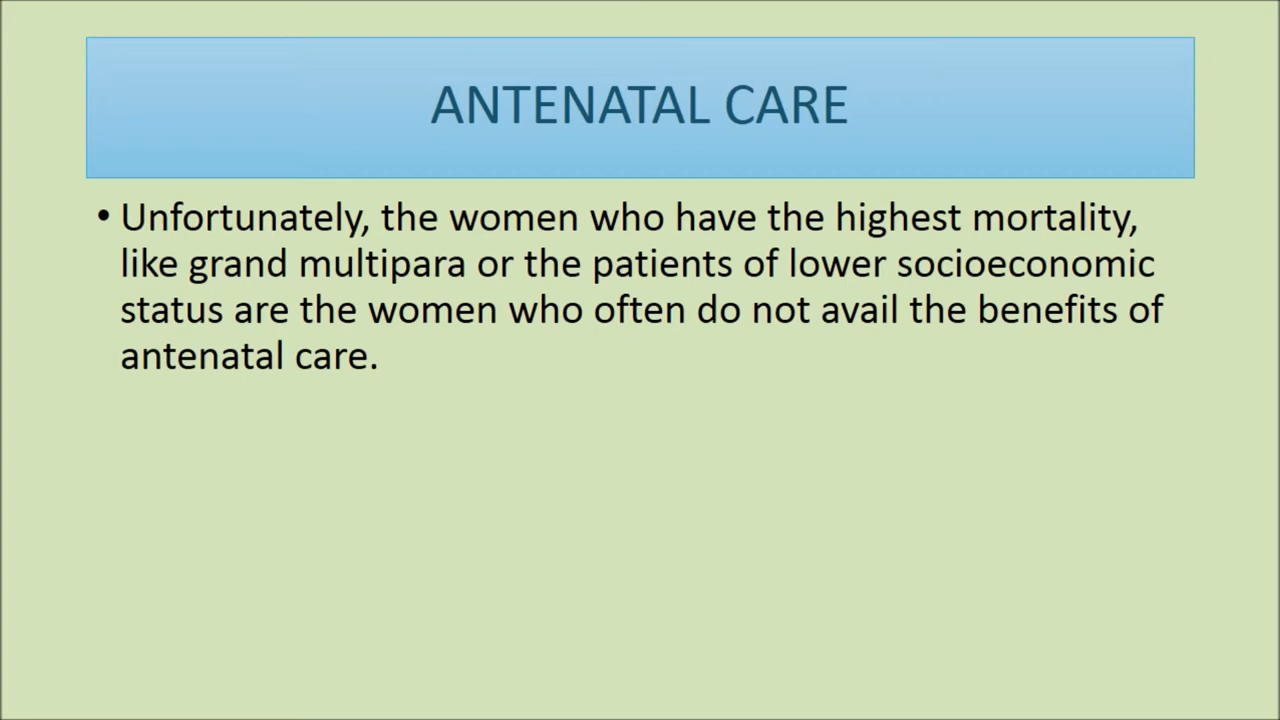 ANTENATAL CARE
• Unfortunately, the women who have the highest mortality,
like grand multipara or the patients of lower socioeconomic
status are the women who often do not avail the benefits of
antenatal care.